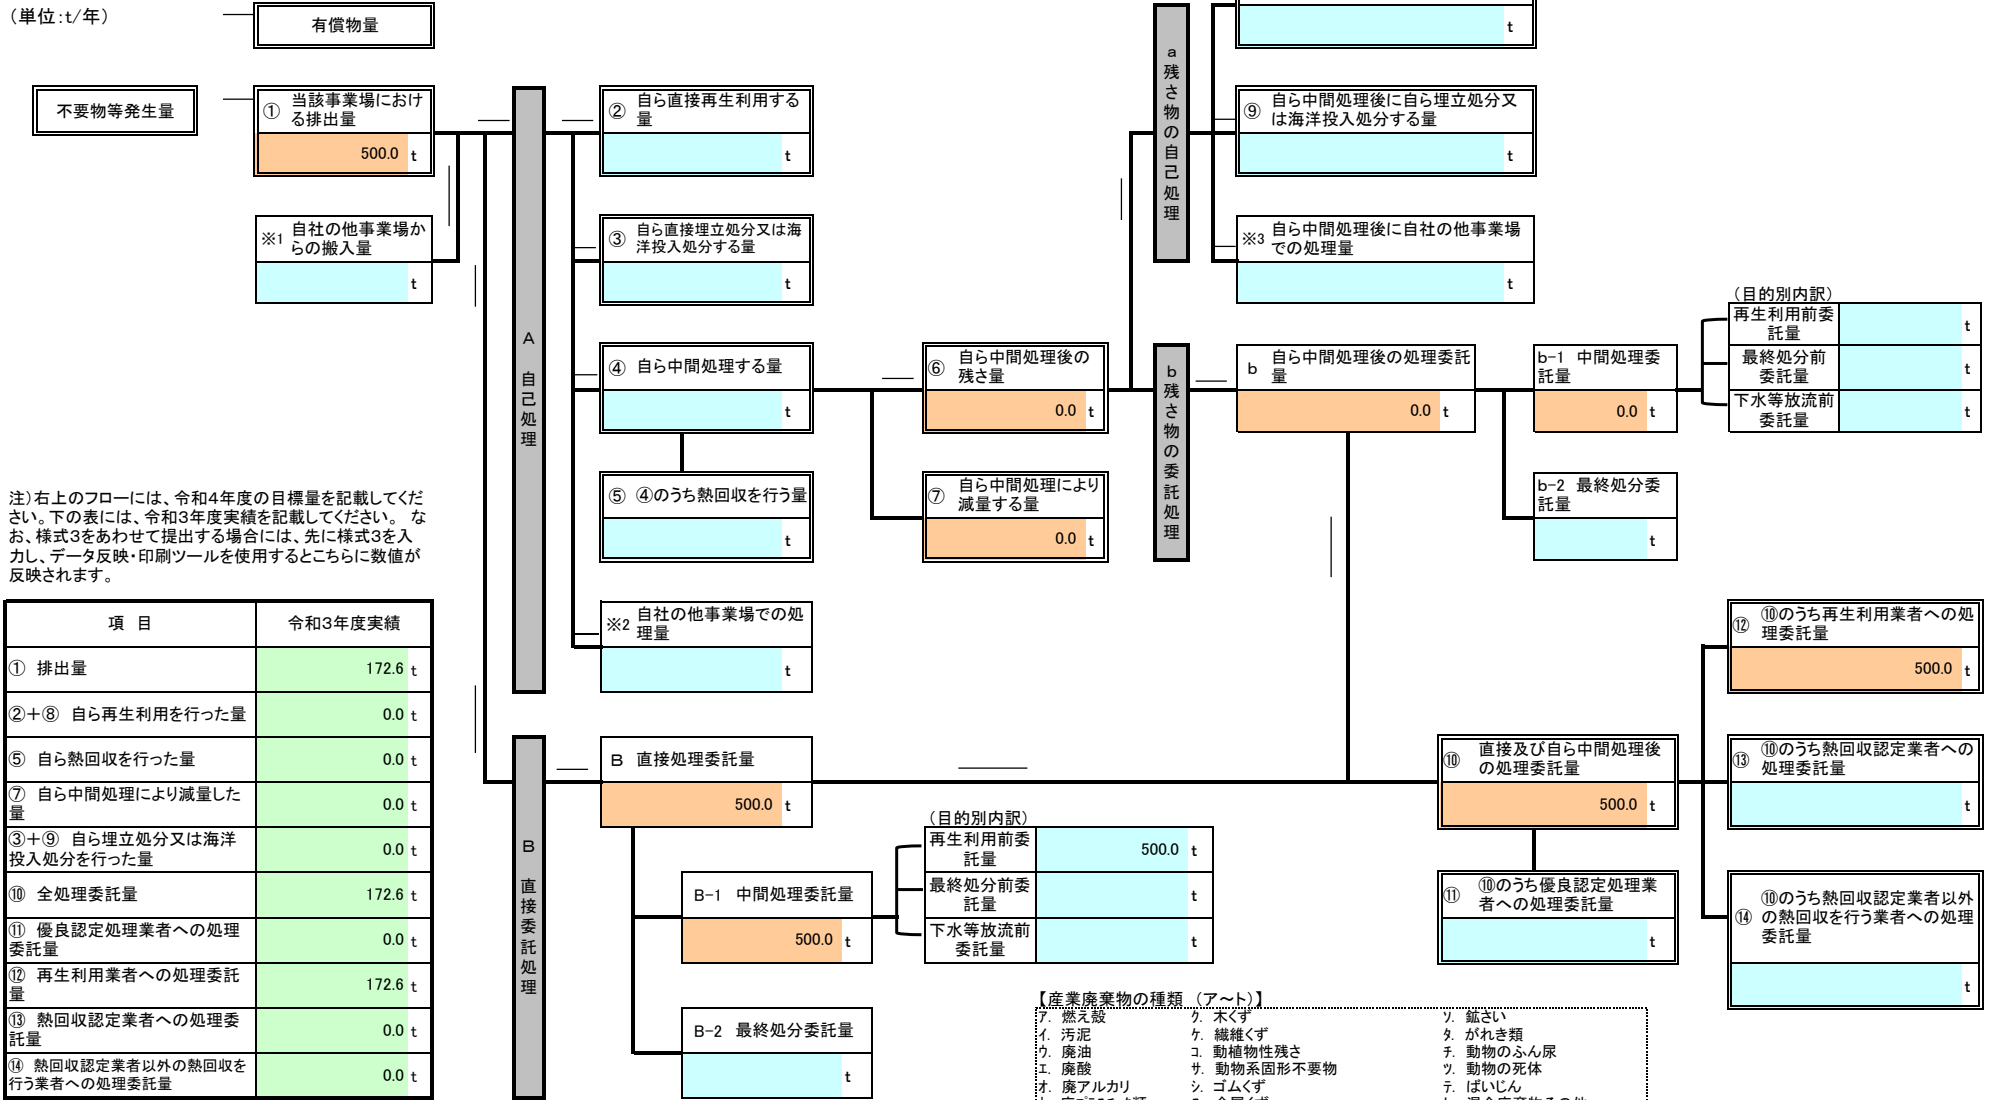 (単位:t/年)
有償物量
t
不要物等発生量
① 当該事業場におけ
る排出量
500.0 t
※1 自社の他事業場か
らの搬入量
t
A 自己処理
② 自ら直接再生利用する
量
t
③ 自ら直接埋立処分又は海
洋投入処分する量
t
④ 自ら中間処理する量
t
⑤ ④のうち熱回収を行う量
t
※2 自社の他事業場での処
理量
t
⑥ 自ら中間処理後の
残さ量
0.0 t
⑦ 自ら中間処理により
減量する量
0.0 t
a 残さ物の自己処理
⑨ 自ら中間処理後に自ら埋立処分又
は海洋投入処分する量
t
※3 自ら中間処理後に自社の他事業場
での処理量
t
b 残さ物の委託処理
b 自ら中間処理後の処理委託
量
0.0 t
b-1 中間処理委
託量
0.0 t
b-2 最終処分委
託量
t
(目的別内訳)
再生利用前委
託量
t
最終処分前
委託量
t
下水等放流前
委託量
t
注)右上のフローには、令和4年度の目標量を記載してくだ
さい。下の表には、令和3年度実績を記載してください。 な
お、様式3をあわせて提出する場合には、先に様式3を入
力し、データ反映・印刷ツールを使用するとこちらに数値が
反映されます。
項 目 令和3年度実績
① 排出量 172.6 t
②+⑧ 自ら再生利用を行った量 0.0 t
⑤ 自ら熱回収を行った量 0.0 t
⑦ 自ら中間処理により減量した
量 0.0 t
③+⑨ 自ら埋立処分又は海洋
投入処分を行った量 0.0 t
⑩ 全処理委託量 172.6 t
⑪ 優良認定処理業者への処理
委託量 0.0 t
⑫ 再生利用業者への処理委託
量 172.6 t
⑬ 熱回収認定業者への処理委
託量 0.0 t
⑭ 熱回収認定業者以外の熱回収を
行う業者への処理委託量 0.0 t
B 直接委託処理
B 直接処理委託量
500.0 t
B-1 中間処理委託量
500.0 t
B-2 最終処分委託量
t
(目的別内訳)
再生利用前委
託量
500.0 t
最終処分前委
託量
t
下水等放流前
委託量
t
⑩ 直接及び自ら中間処理後
の処理委託量
500.0 t
⑪ ⑩のうち優良認定処理業
者への処理委託量
t
⑫ ⑩のうち再生利用業者への処
理委託量
500.0 t
⑬ ⑩のうち熱回収認定業者への
処理委託量
t
⑭ ⑩のうち熱回収認定業者以外
の熱回収を行う業者への処理
委託量
t
【産業廃棄物の種類 (ア~ト)】
ア. 燃え殻 ク. 木くず ソ. 鉱さい
イ. 汚泥 ケ. 繊維くず タ. がれき類
ウ. 廃油 コ. 動植物性残さ チ. 動物のふん尿
エ. 廃酸 サ. 動物系固形不要物 ツ. 動物の死体
オ. 廃アルカリ シ. ゴムくず テ. ばいじん